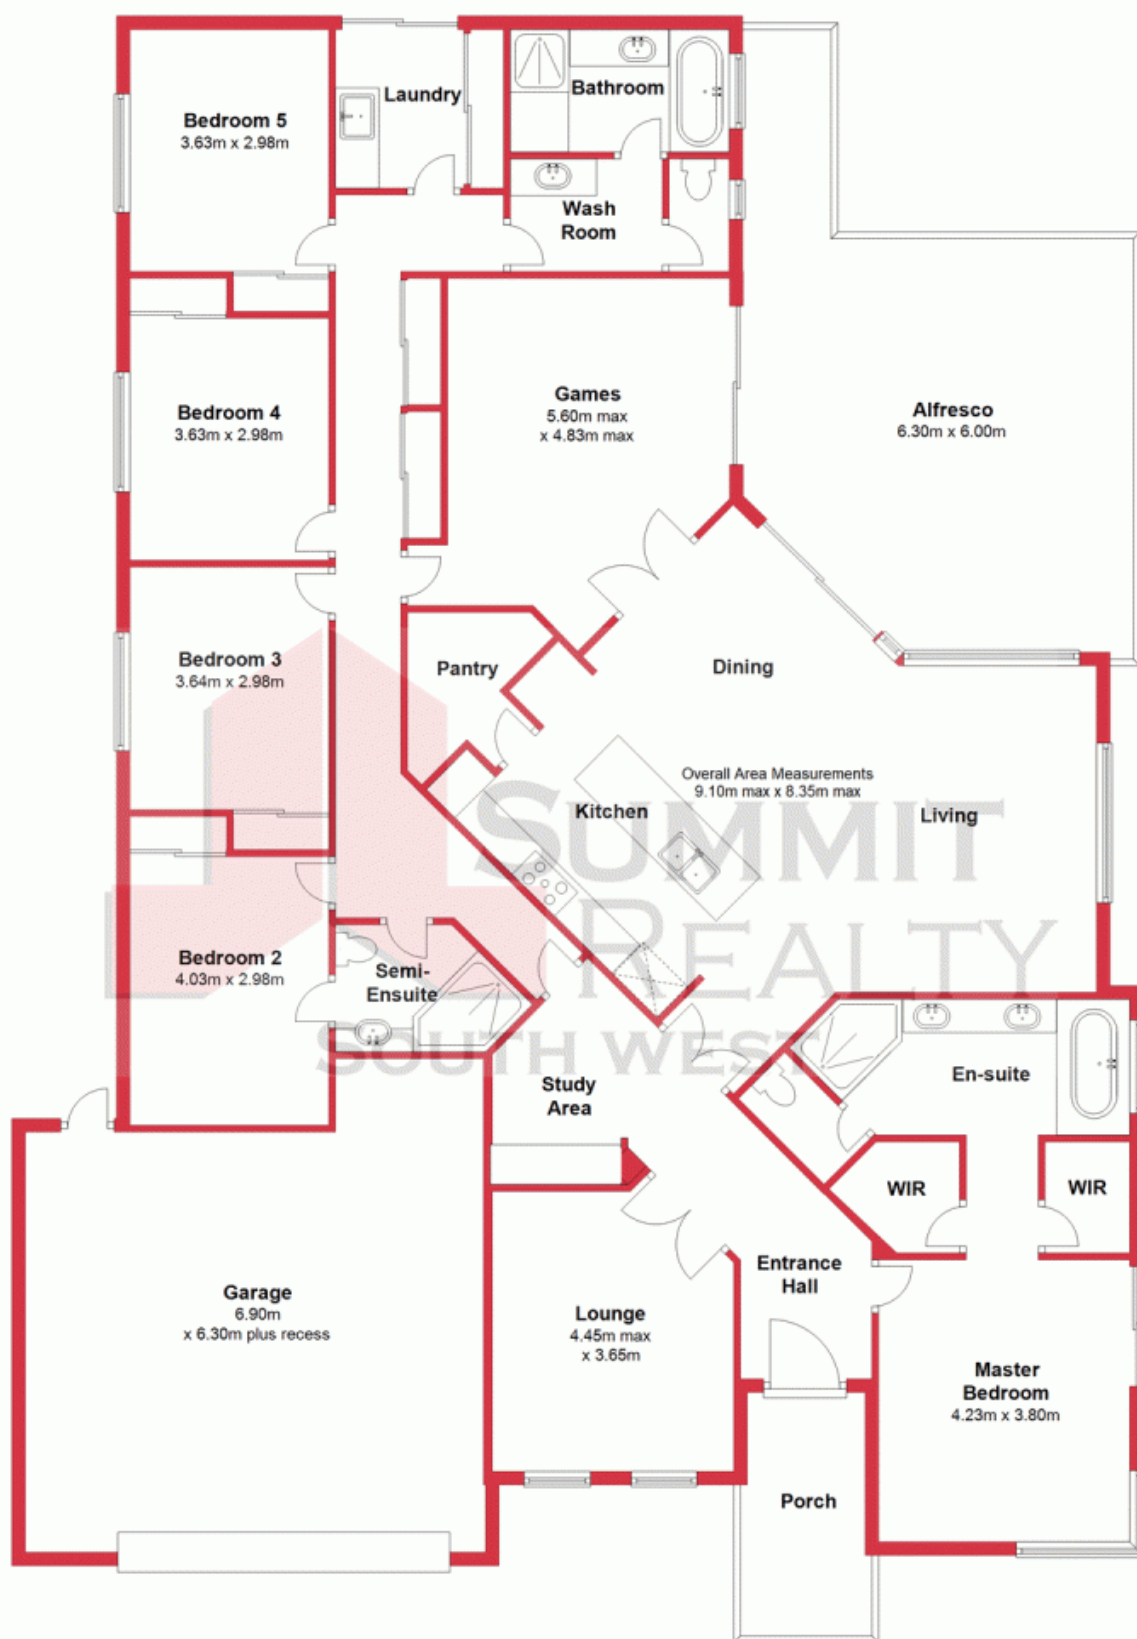 Bedroom 5
3.63m x 2.98m
Laundry
Bathroom
Wash
Room
Bedroom 4
3.63m x 2.98m
Games
5.60m max
x 4.83m max
Alfresco
6.30m x 6.00m
Bedroom 3
3.64m x 2.98m
Pantry
Dining
Overall Area Measurements
9.10m max x 8.35m max
Kitchen
Living
SUMMIT
REALTY
SOUTH WEST
Bedroom 2
4.03m x 2.98m
Semi-
Ensuite
Study
Area
En-suite
WIR
WIR
Garage
6.90m
x 6.30m plus recess
Entrance
Hall
Lounge
4.45m max
x 3.65m
Master
Bedroom
4.23m x 3.80m
Porch